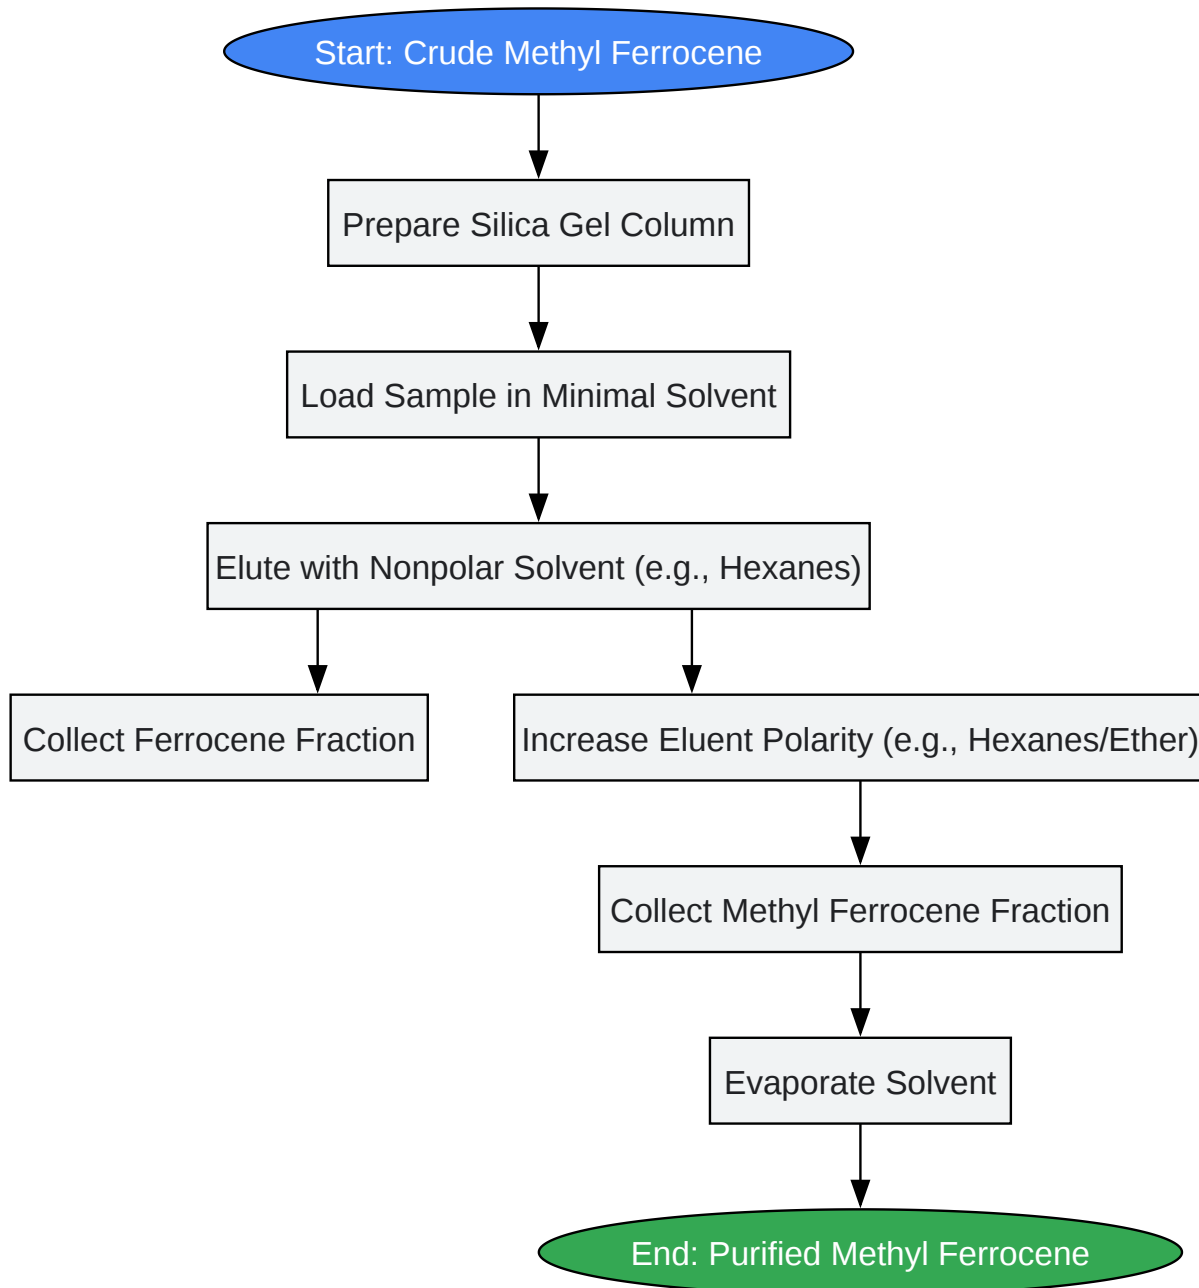 Start: Crude Methyl Ferrocene
Prepare Silica Gel Column
Load Sample in Minimal Solvent
Elute with Nonpolar Solvent (e.g., Hexanes)
Collect Ferrocene Fraction
Increase Eluent Polarity (e.g., Hexanes/Ether)
Collect Methyl Ferrocene Fraction
Evaporate Solvent
End: Purified Methyl Ferrocene